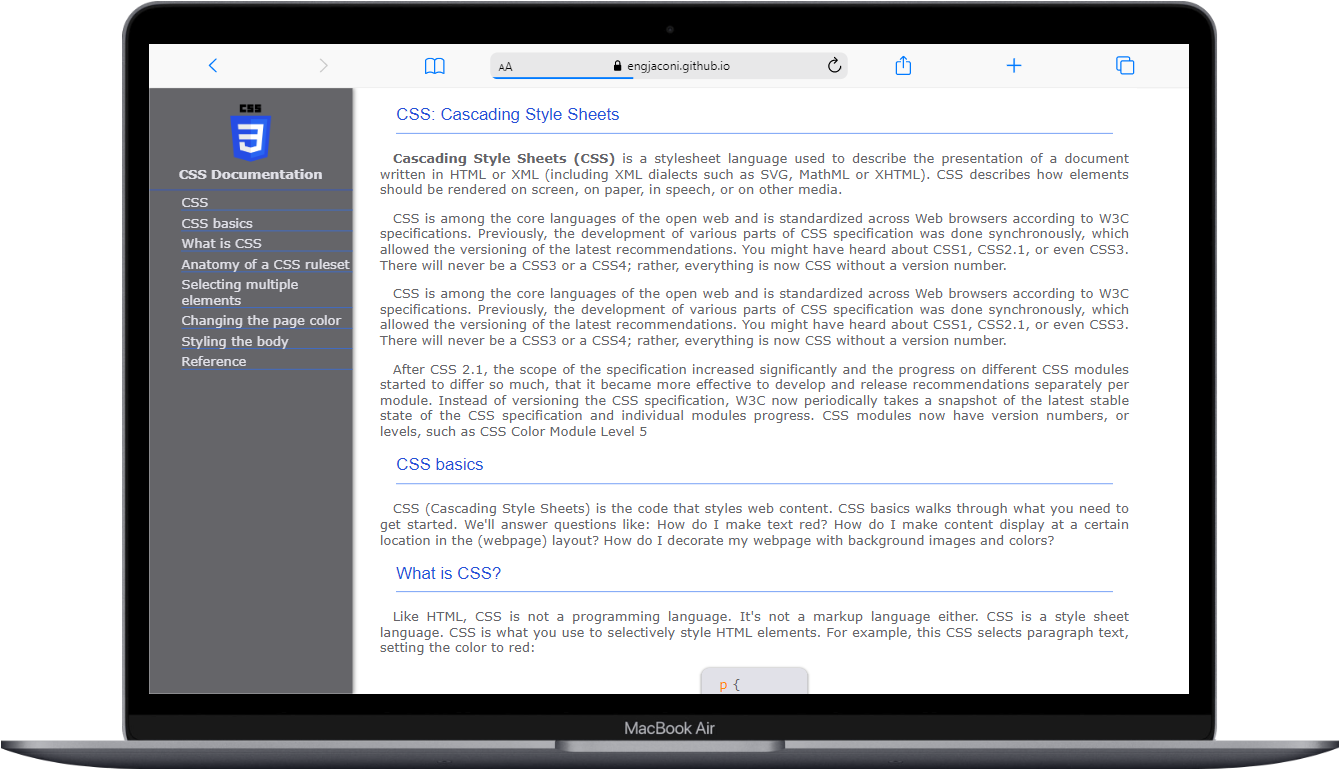 AA engjaconi.github.io
CSS
3
CSS Documentation
CSS
CSS basics
What is CSS
Anatomy of a CSS ruleset
Selecting multiple
elements
Changing the page color
Styling the body
Reference
CSS: Cascading Style Sheets
Cascading Style Sheets (CSS) is a stylesheet language used to describe the presentation of a document
written in HTML or XML (including XML dialects such as SVG, MathML or XHTML). CSS describes how elements
should be rendered on screen, on paper, in speech, or on other media.
CSS is among the core languages of the open web and is standardized across Web browsers according to W3C
specifications. Previously, the development of various parts of CSS specification was done synchronously, which
allowed the versioning of the latest recommendations. You might have heard about CSS1, CSS2.1, or even CSS3.
There will never be a CSS3 or a CSS4; rather, everything is now CSS without a version number.
CSS is among the core languages of the open web and is standardized across Web browsers according to W3C
specifications. Previously, the development of various parts of CSS specification was done synchronously, which
allowed the versioning of the latest recommendations. You might have heard about CSS1, CSS2.1, or even CSS3.
There will never be a CSS3 or a CSS4; rather, everything is now CSS without a version number.
After CSS 2.1, the scope of the specification increased significantly and the progress on different CSS modules
started to differ so much, that it became more effective to develop and release recommendations separately per
module. Instead of versioning the CSS specification, W3C now periodically takes a snapshot of the latest stable
state of the CSS specification and individual modules progress. CSS modules now have version numbers, or
levels, such as CSS Color Module Level 5
CSS basics
CSS (Cascading Style Sheets) is the code that styles web content. CSS basics walks through what you need to
get started. We'll answer questions like: How do I make text red? How do I make content display at a certain
location in the (webpage) layout? How do I decorate my webpage with background images and colors?
What is CSS?
Like HTML, CSS is not a programming language. It's not a markup language either. CSS is a style sheet
language. CSS is what you use to selectively style HTML elements. For example, this CSS selects paragraph text,
setting the color to red:
p {
MacBook Air